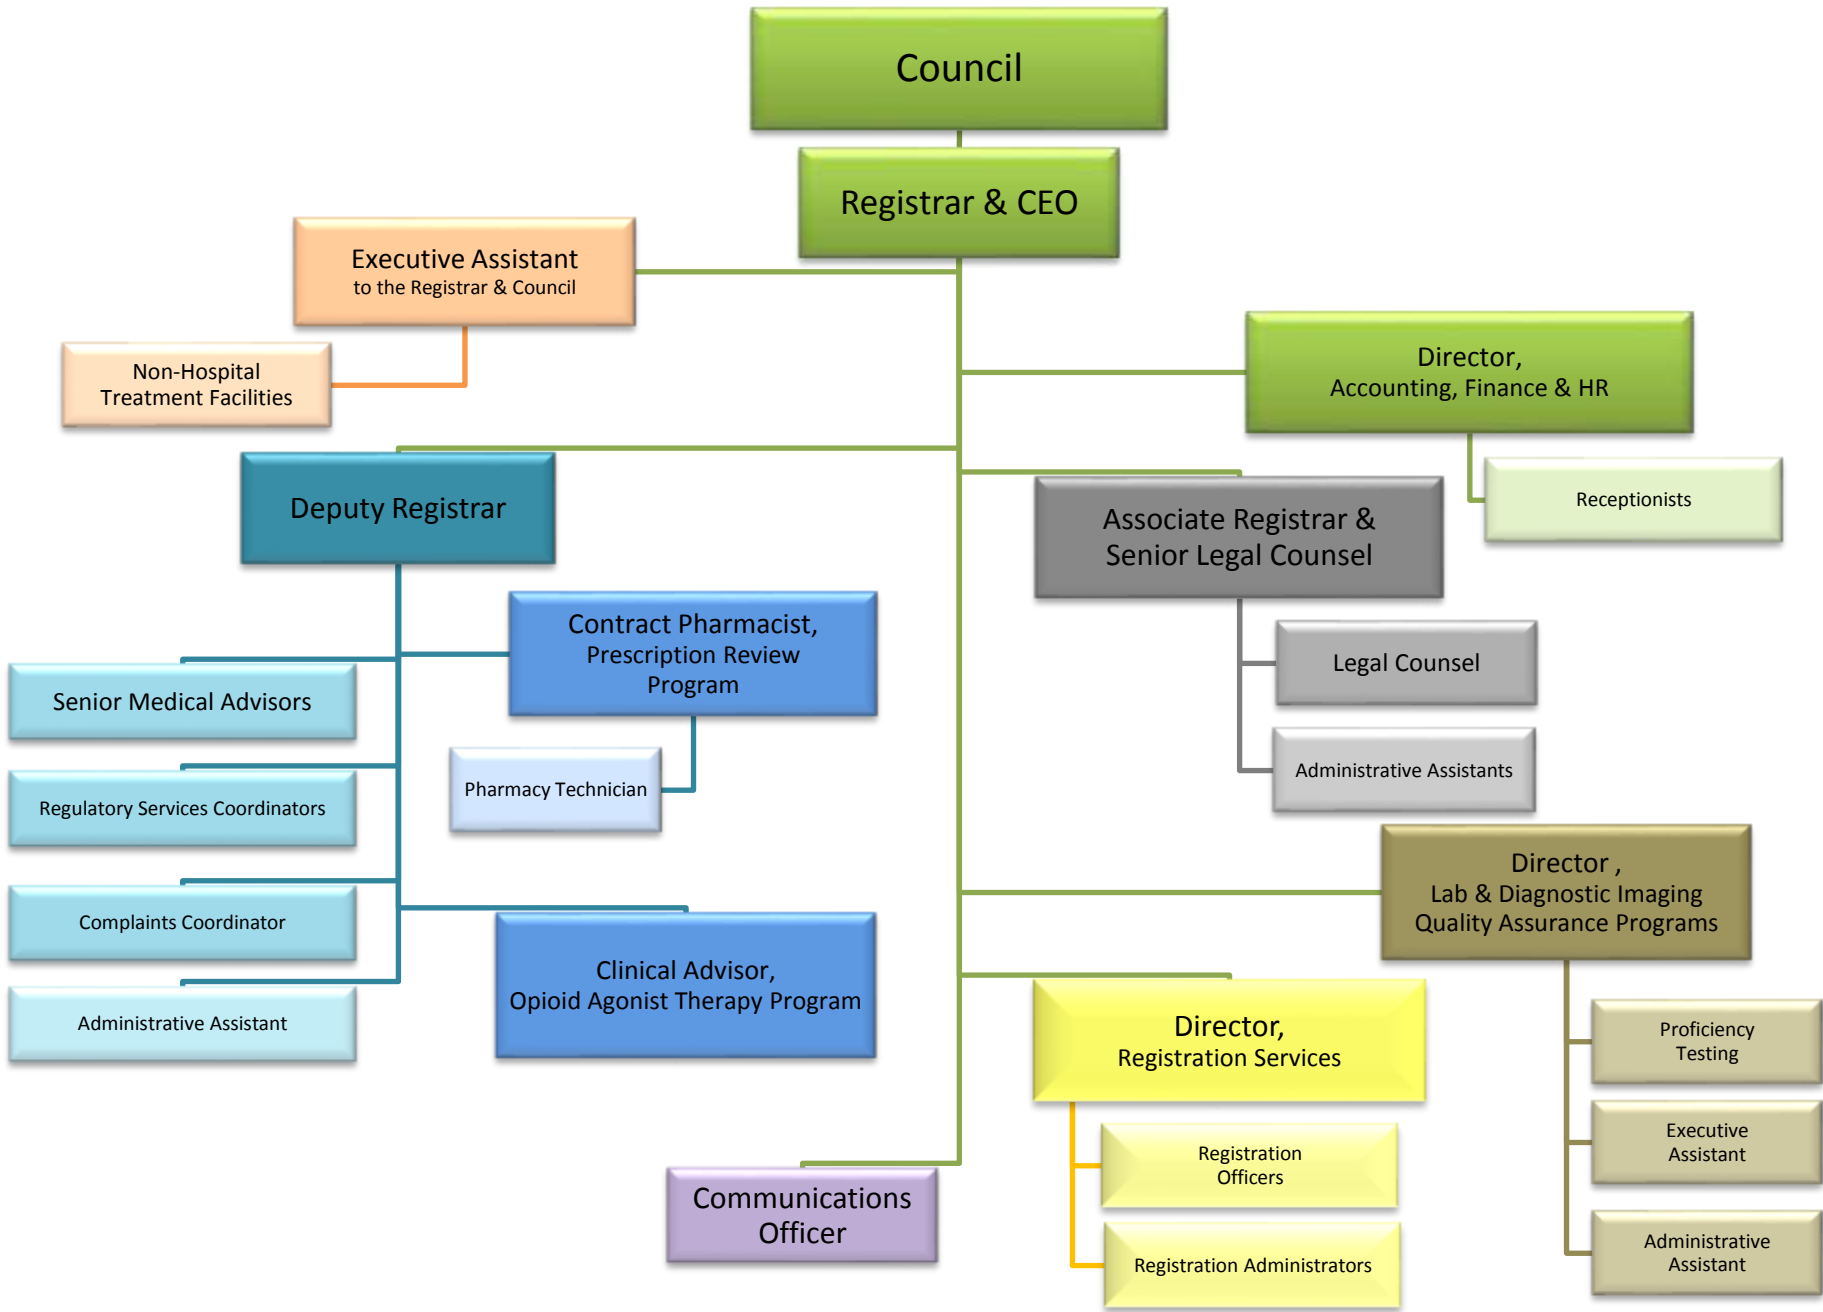 Council
Registrar & CEO
Executive Assistant
to the Registrar & Council
Non-Hospital
Treatment Facilities
Director,
Accounting, Finance & HR
Receptionists
Deputy Registrar
Associate Registrar &
Senior Legal Counsel
Contract Pharmacist,
Prescription Review
Program
Legal Counsel
Senior Medical Advisors
Pharmacy Technician
Administrative Assistants
Regulatory Services Coordinators
Director ,
Lab & Diagnostic Imaging
Quality Assurance Programs
Complaints Coordinator
Clinical Advisor,
Opioid Agonist Therapy Program
Administrative Assistant
Director,
Registration Services
Proficiency
Testing
Executive
Assistant
Registration
Officers
Communications
Officer
Registration Administrators
Administrative
Assistant